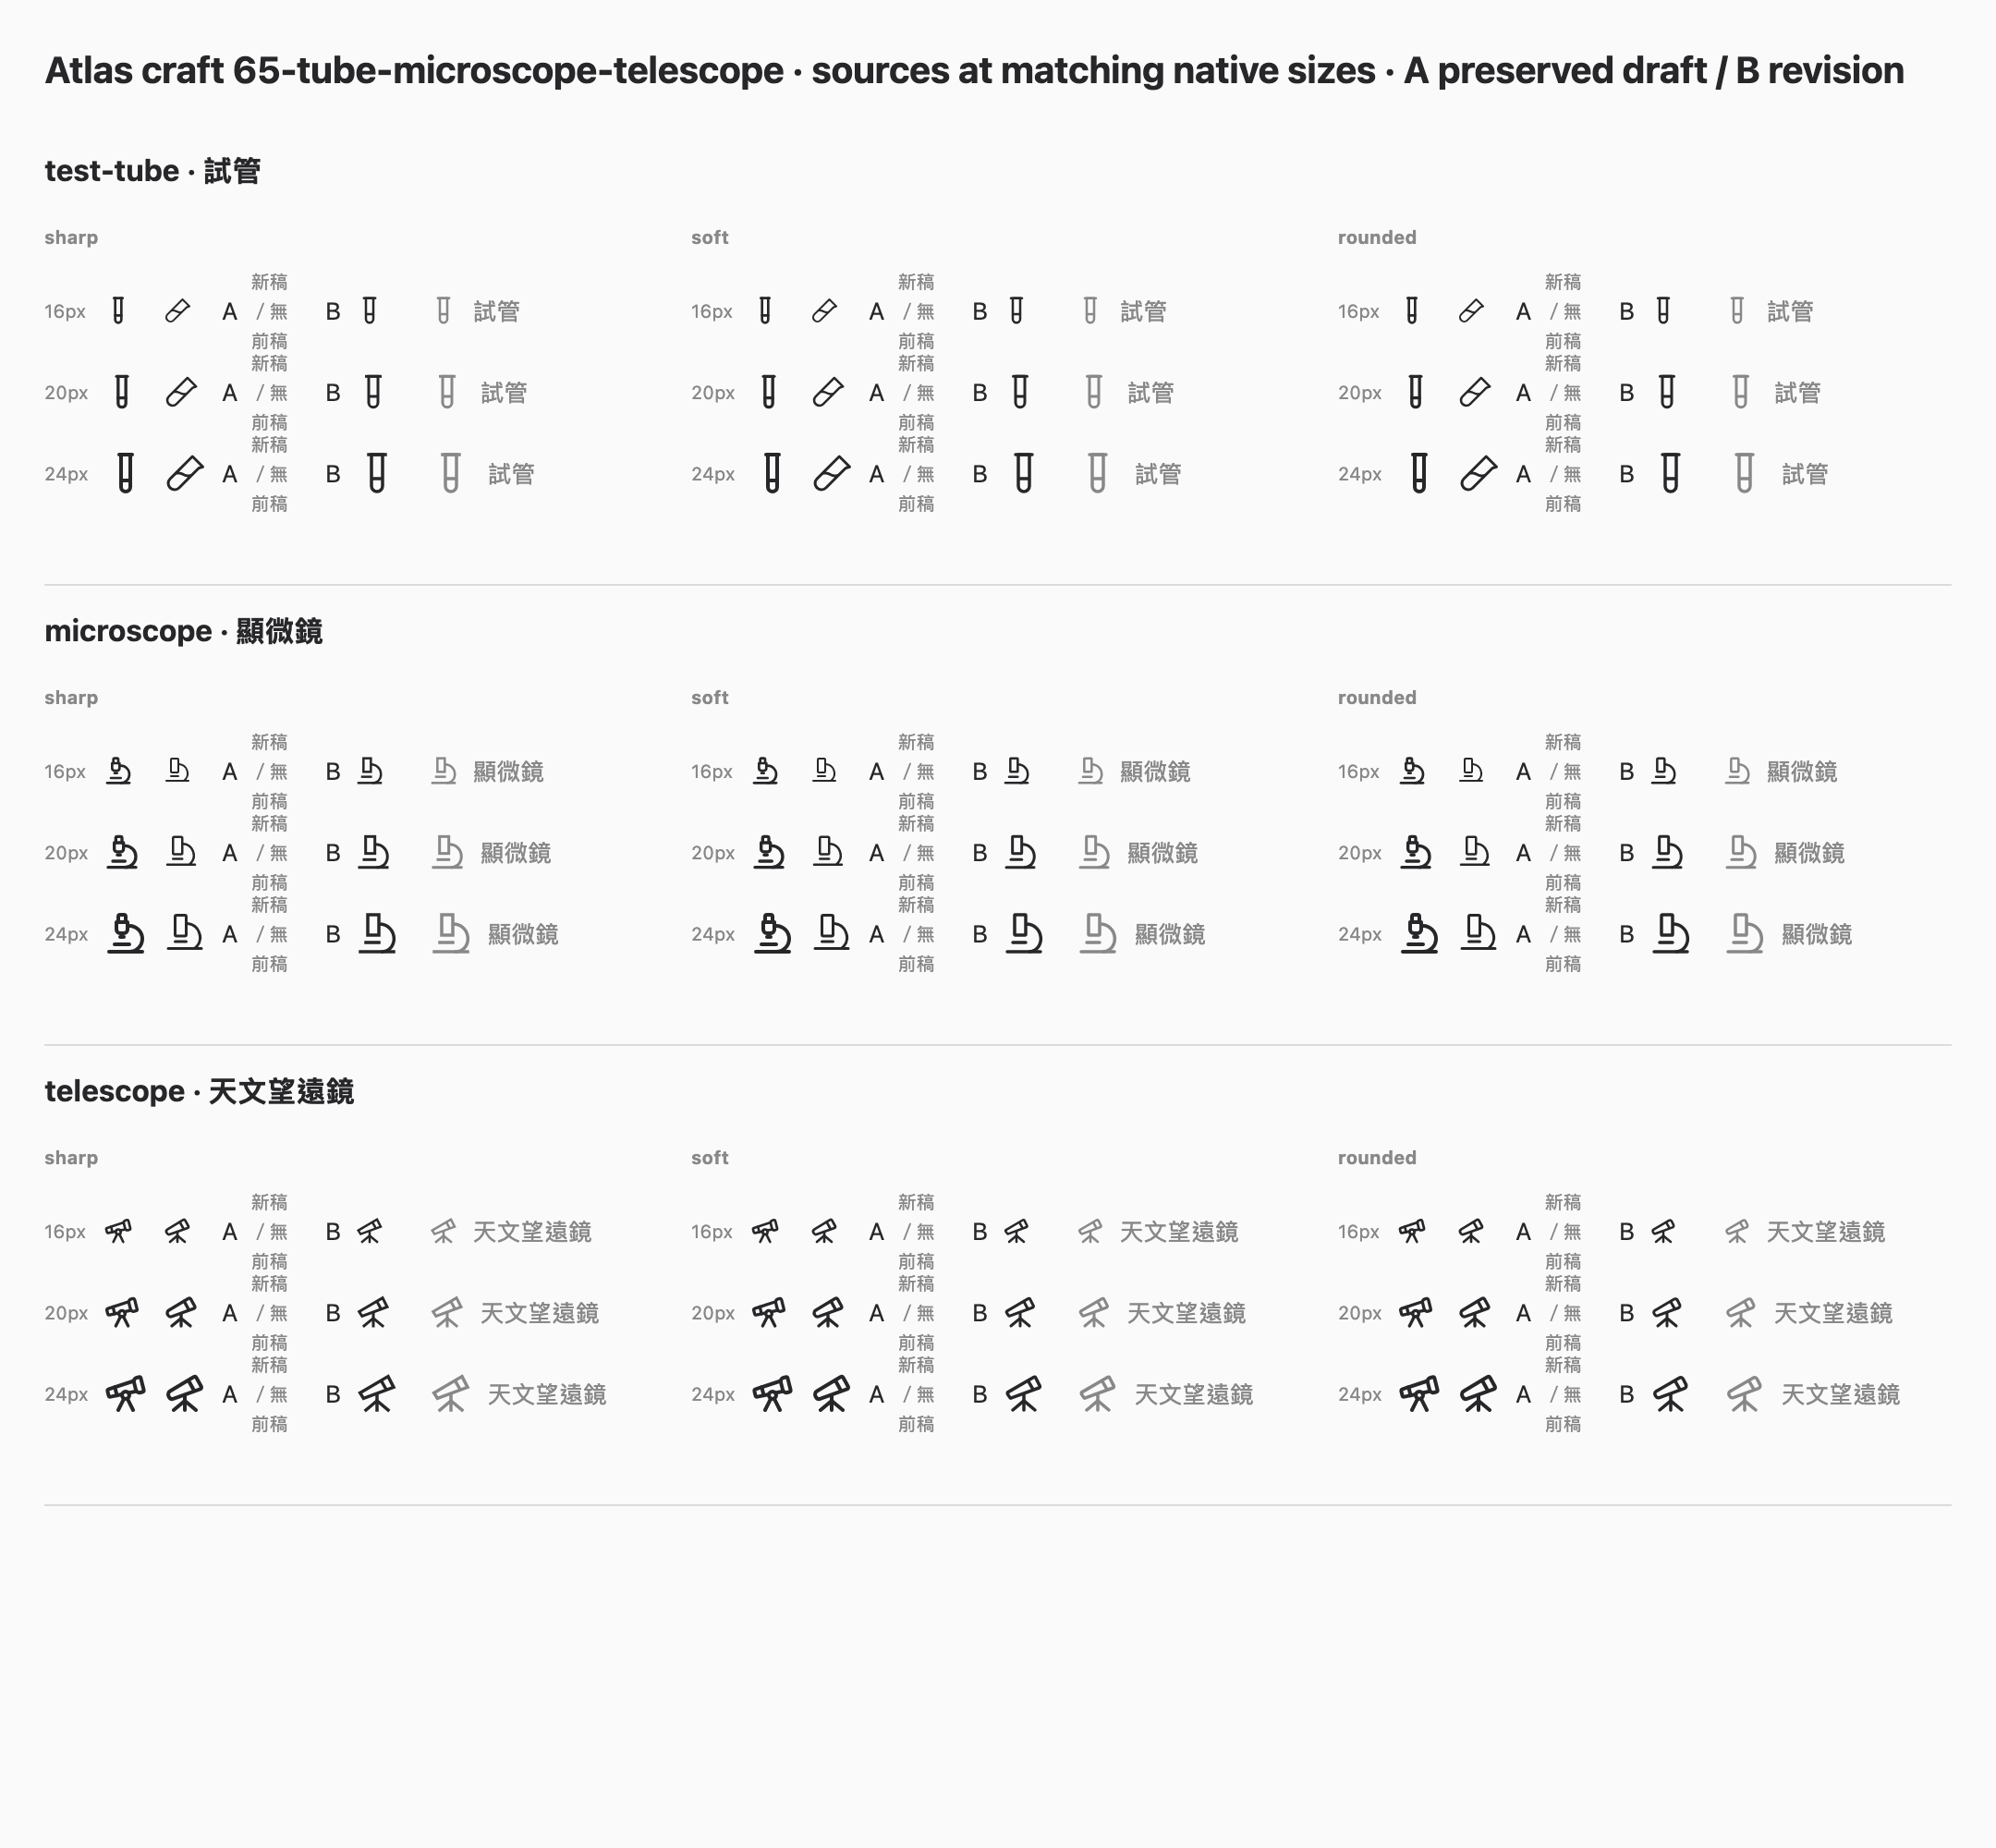 Atlas craft 65-tube-microscope-telescope · sources at matching native sizes · A preserved draft / B revision
test-tube · 試管
sharp
16px A 新稿 / 無前稿 B 試管
20px A 新稿 / 無前稿 B 試管
24px A 新稿 / 無前稿 B 試管
soft
16px A 新稿 / 無前稿 B 試管
20px A 新稿 / 無前稿 B 試管
24px A 新稿 / 無前稿 B 試管
rounded
16px A 新稿 / 無前稿 B 試管
20px A 新稿 / 無前稿 B 試管
24px A 新稿 / 無前稿 B 試管
microscope · 顯微鏡
sharp
16px A 新稿 / 無前稿 B 顯微鏡
20px A 新稿 / 無前稿 B 顯微鏡
24px A 新稿 / 無前稿 B 顯微鏡
soft
16px A 新稿 / 無前稿 B 顯微鏡
20px A 新稿 / 無前稿 B 顯微鏡
24px A 新稿 / 無前稿 B 顯微鏡
rounded
16px A 新稿 / 無前稿 B 顯微鏡
20px A 新稿 / 無前稿 B 顯微鏡
24px A 新稿 / 無前稿 B 顯微鏡
telescope · 天文望遠鏡
sharp
16px A 新稿 / 無前稿 B 天文望遠鏡
20px A 新稿 / 無前稿 B 天文望遠鏡
24px A 新稿 / 無前稿 B 天文望遠鏡
soft
16px A 新稿 / 無前稿 B 天文望遠鏡
20px A 新稿 / 無前稿 B 天文望遠鏡
24px A 新稿 / 無前稿 B 天文望遠鏡
rounded
16px A 新稿 / 無前稿 B 天文望遠鏡
20px A 新稿 / 無前稿 B 天文望遠鏡
24px A 新稿 / 無前稿 B 天文望遠鏡